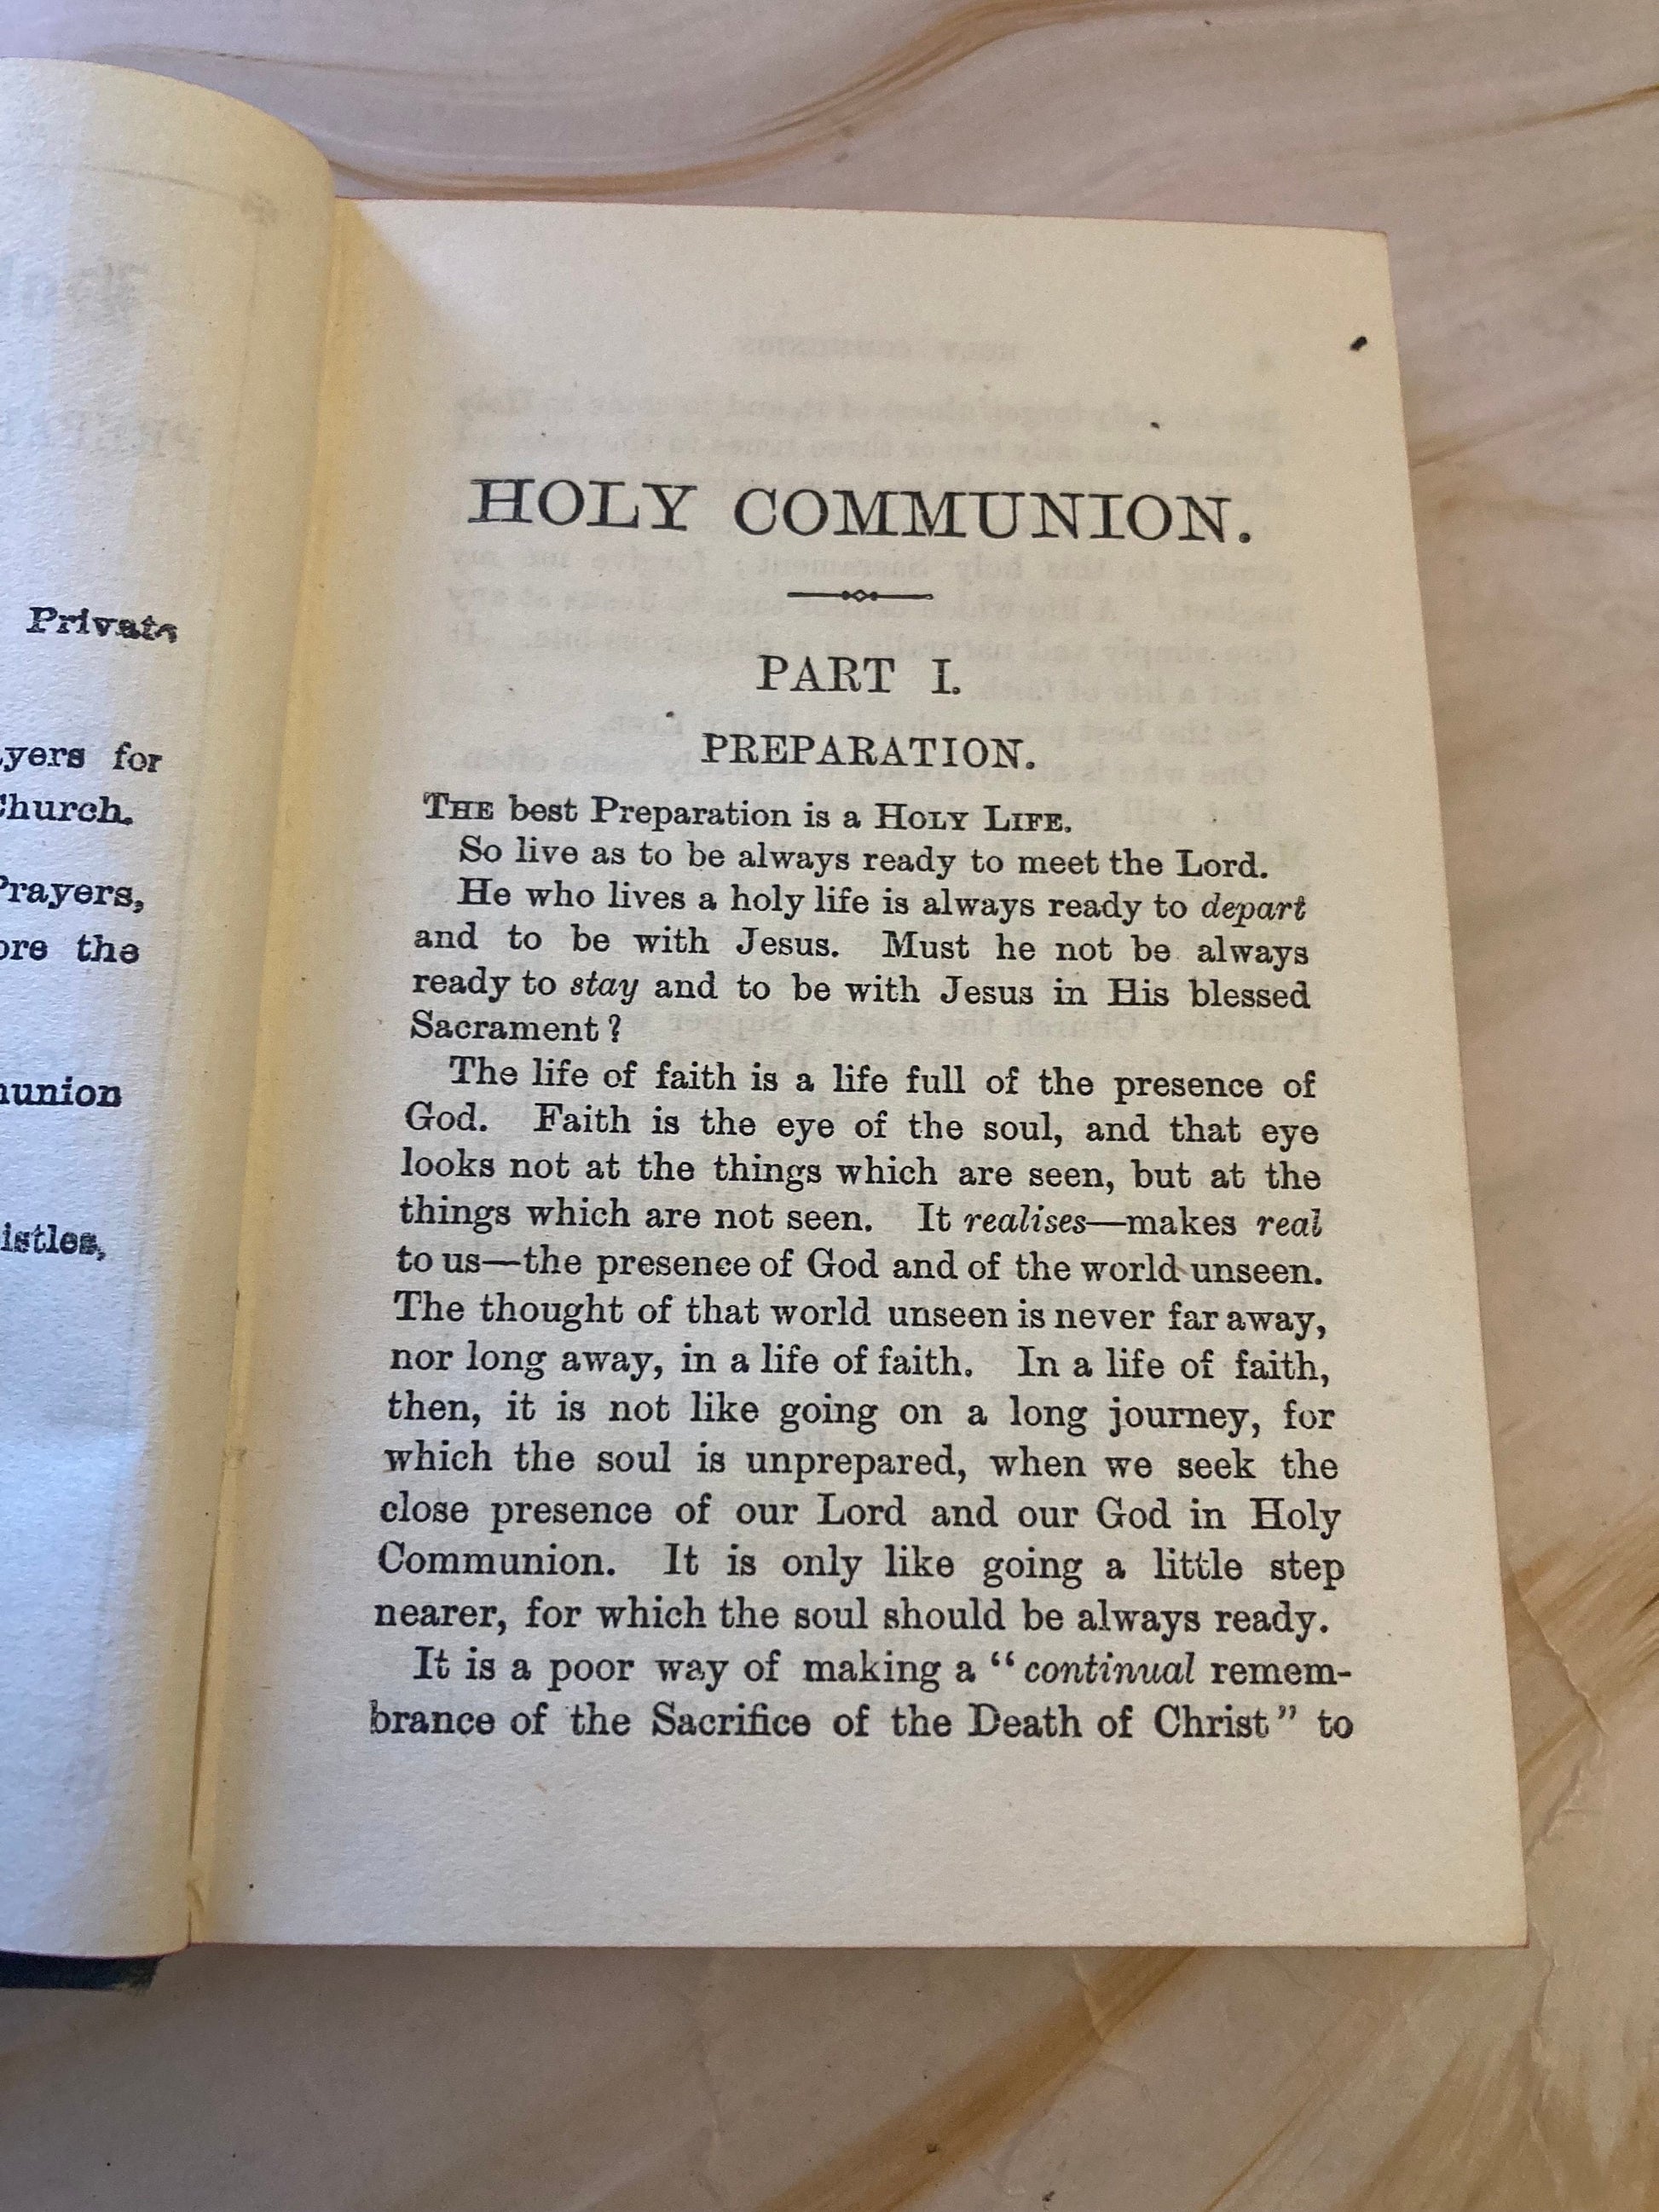 Private
for
Church.
Prayers,
the
HOLY COMMUNION.
PART I.
PREPARATION.
THE best Preparation is a HOLY LIFE.
So live as to be always ready to meet the Lord.
He who lives a holy life is always ready to depart
and to be with Jesus. Must he not be always
ready to stay and to be with Jesus in His blessed
Sacrament?
The life of faith is a life full of the presence of
God. Faith is the eye of the soul, and that eye
looks not at the things which are seen, but at the
things which are not seen. It realises—makes real
to us—the presence of God and of the world unseen.
The thought of that world unseen is never far away,
nor long away, in a life of faith. In a life of faith,
then, it is not like going on a long journey, for
which the soul is unprepared, when we seek the
close presence of our Lord and our God in Holy
Communion. It is only like going a little step
nearer, for which the soul should be always ready.
It is a poor way of making a "continual remem-
brance of the Sacrifice of the Death of Christ" to